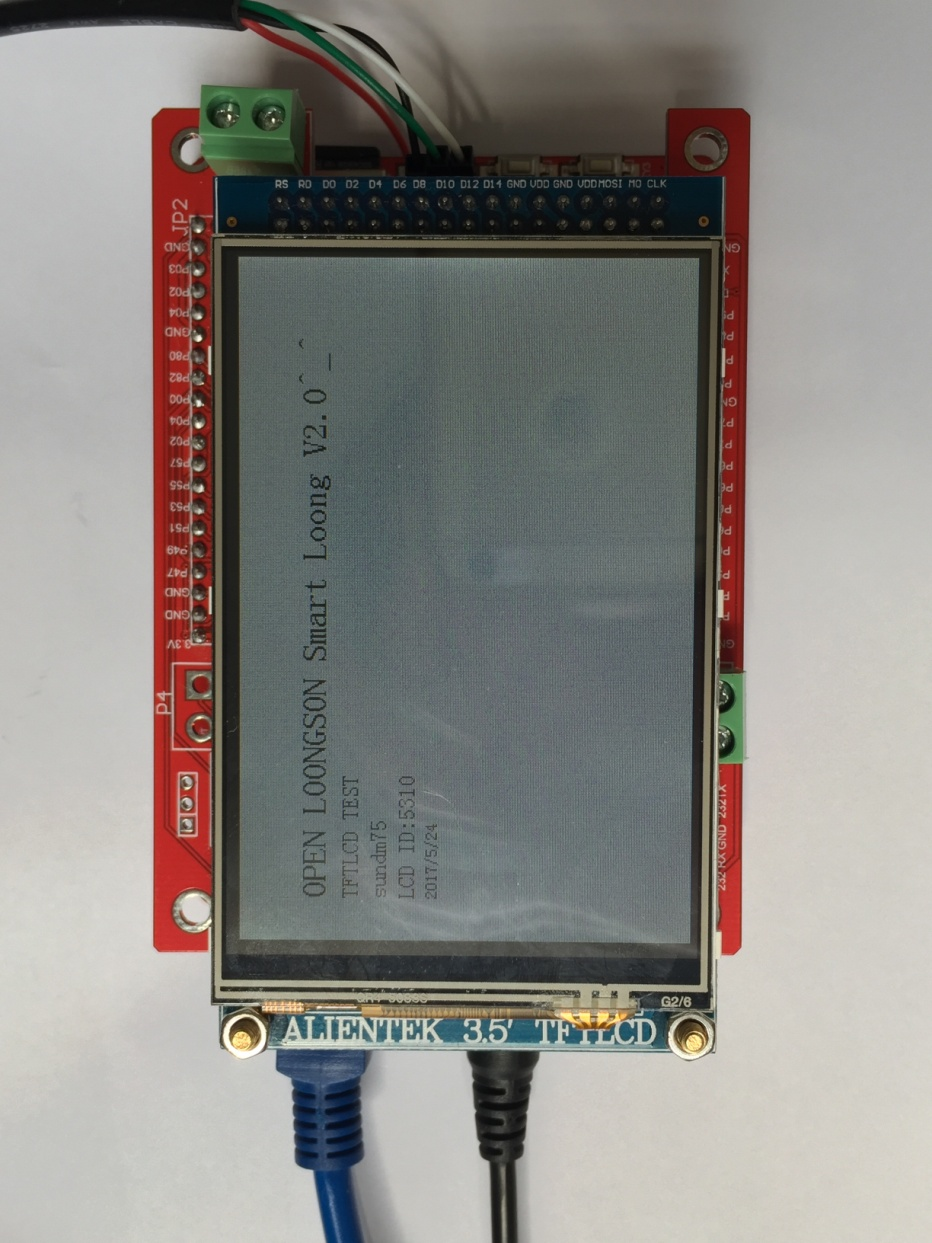 RS RD D0 D2 D4 D6 D8 D10 D12 D14 GND VDD GND VDD MOSI MO CLK
JP2
GND
P03
P02
P04
GND
P80
P82
P00
P04
P02
P57
P55
P53
P51
P49
P47
GND
GND
3.3V
P4
OPEN LOONGSON Smart Loong V2.0^_^
TFTLCD TEST
sundm75
LCD ID:5310
2017/5/24
232 RX GND 232TX
G2/6
ALIENTEK 3.5' TFTLCD